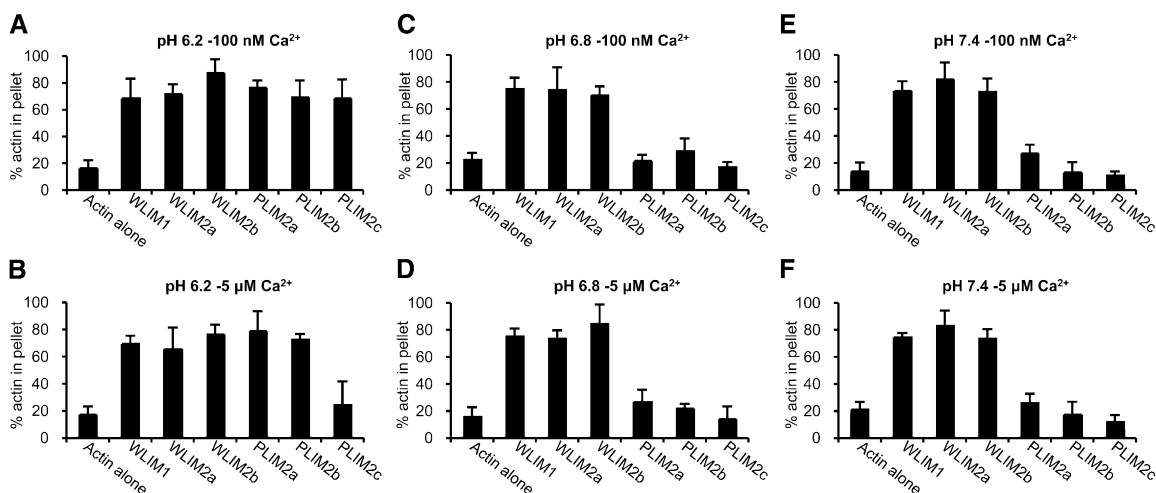 A
pH 6.2 -100 nM Ca²⁺
% actin in pellet
100
80
60
40
20
0
Actin alone
WLIM1
WLIM2a
WLIM2b
PLIM2a
PLIM2b
PLIM2c
C
pH 6.8 -100 nM Ca²⁺
% actin in pellet
100
80
60
40
20
0
Actin alone
WLIM1
WLIM2a
WLIM2b
PLIM2a
PLIM2b
PLIM2c
E
pH 7.4 -100 nM Ca²⁺
% actin in pellet
100
80
60
40
20
0
Actin alone
WLIM1
WLIM2a
WLIM2b
PLIM2a
PLIM2b
PLIM2c
B
pH 6.2 -5 µM Ca²⁺
% actin in pellet
100
80
60
40
20
0
Actin alone
WLIM1
WLIM2a
WLIM2b
PLIM2a
PLIM2b
PLIM2c
D
pH 6.8 -5 µM Ca²⁺
% actin in pellet
100
80
60
40
20
0
Actin alone
WLIM1
WLIM2a
WLIM2b
PLIM2a
PLIM2b
PLIM2c
F
pH 7.4 -5 µM Ca²⁺
% actin in pellet
100
80
60
40
20
0
Actin alone
WLIM1
WLIM2a
WLIM2b
PLIM2a
PLIM2b
PLIM2c